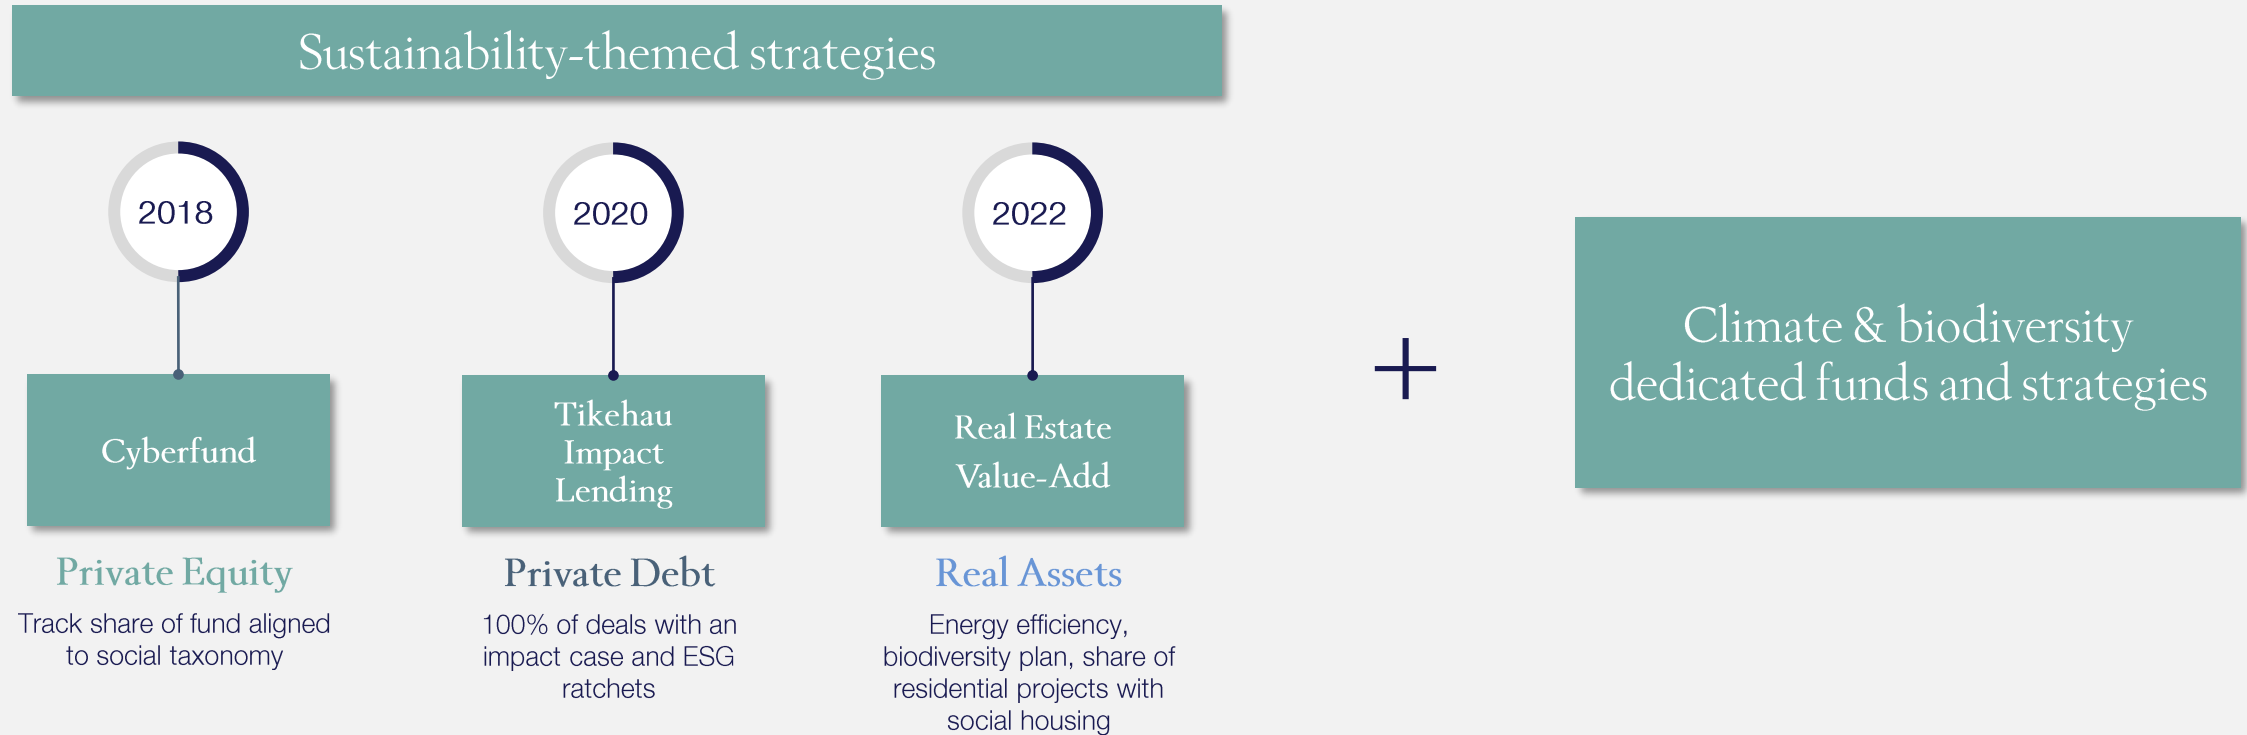 Sustainability-themed strategies
2018
Cyberfund
Private Equity
Track share of fund aligned
to social taxonomy
2020
Tikehau
Impact
Lending
Private Debt
100% of deals with an
impact case and ESG
ratchets
2022
Real Estate
Value-Add
Real Assets
Energy efficiency,
biodiversity plan, share of
residential projects with
social housing
+
Climate & biodiversity
dedicated funds and strategies